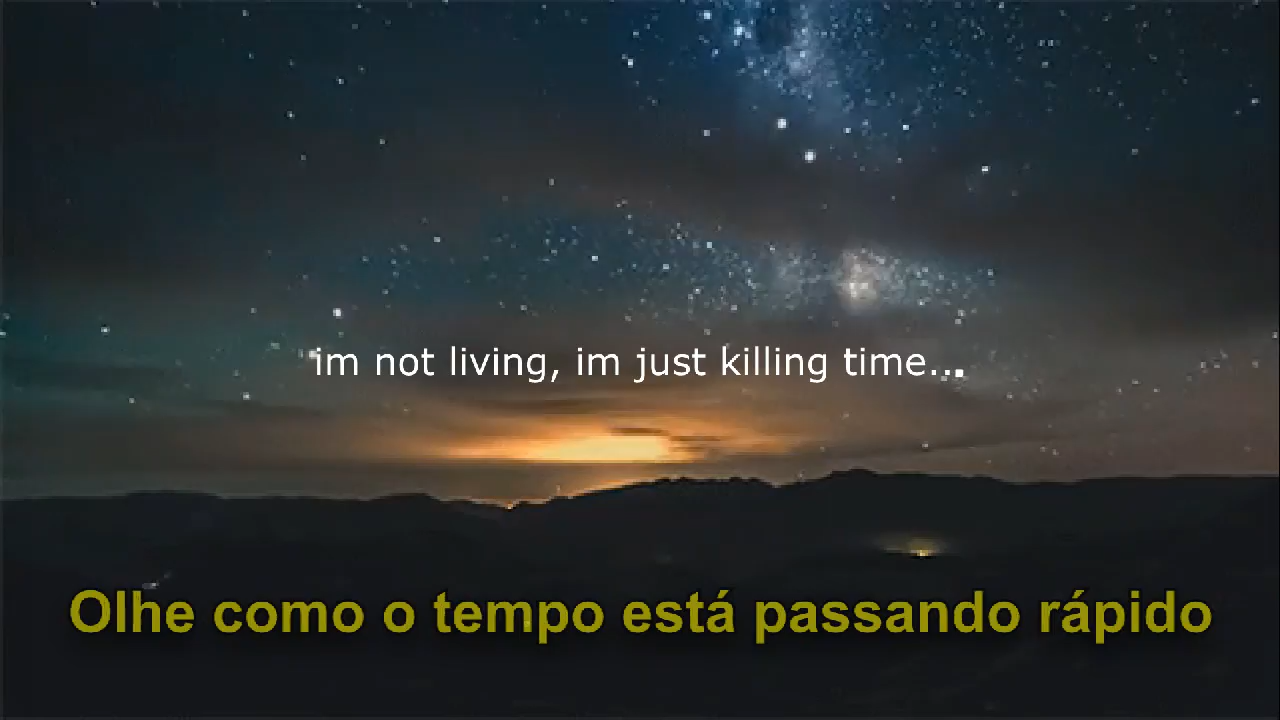 im not living, im just killing time...
Olhe como o tempo está passando rápido